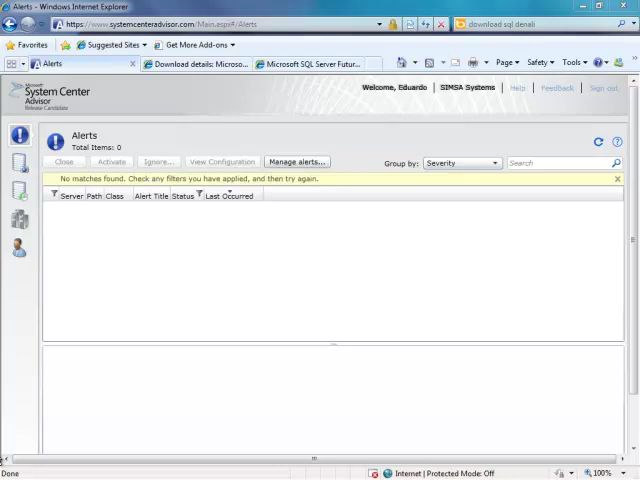 Alerts - Windows Internet Explorer
https://www.systemcenteradvisor.com/Main.aspx#/Alerts
download sql denali
Favorites Suggested Sites Get More Add-ons
Alerts Download details: Microso... Microsoft SQL Server Futur... Page Safety Tools
Microsoft
System Center
Advisor
Release Candidate
Welcome, Eduardo SIMSA Systems Help Feedback Sign out
Alerts
Total Items: 0
Close Activate Ignore... View Configuration Manage alerts... Group by: Severity Search
No matches found. Check any filters you have applied, and then try again.
Server Path Class Alert Title Status Last Occurred
Done Internet | Protected Mode: Off 100%